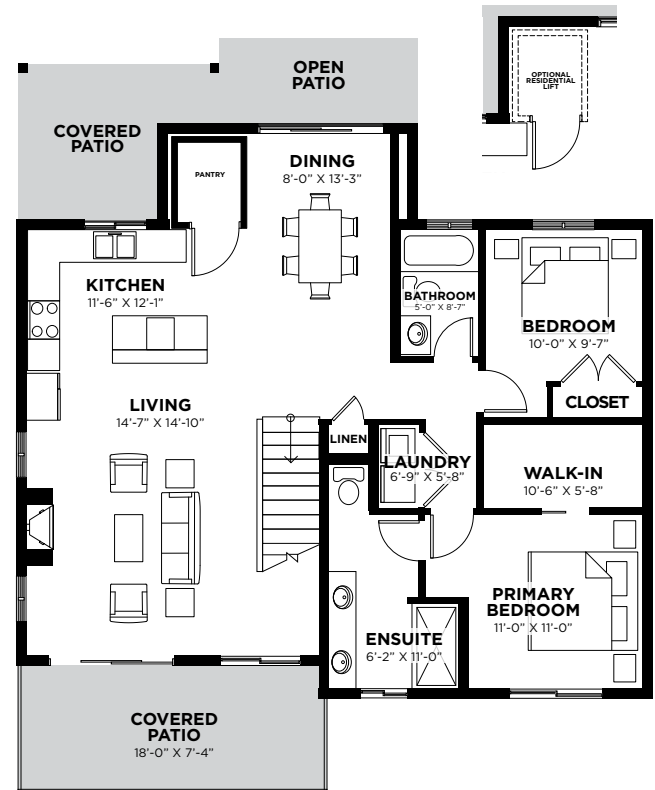 OPTIONAL
RESIDENTIAL
LIFT
OPEN
PATIO
COVERED
PATIO
DINING
8'-0" X 13'-3"
PANTRY
KITCHEN
11'-6" X 12'-1"
BATHROOM
5'-0" X 8'-7"
BEDROOM
10'-0" X 9'-7"
CLOSET
LIVING
14'-7" X 14'-10"
LINEN
LAUNDRY
6'-9" X 5'-8"
WALK-IN
10'-6" X 5'-8"
PRIMARY
BEDROOM
11'-0" X 11'-0"
ENSUITE
6'-2" X 11'-0"
COVERED
PATIO
18'-0" X 7'-4"